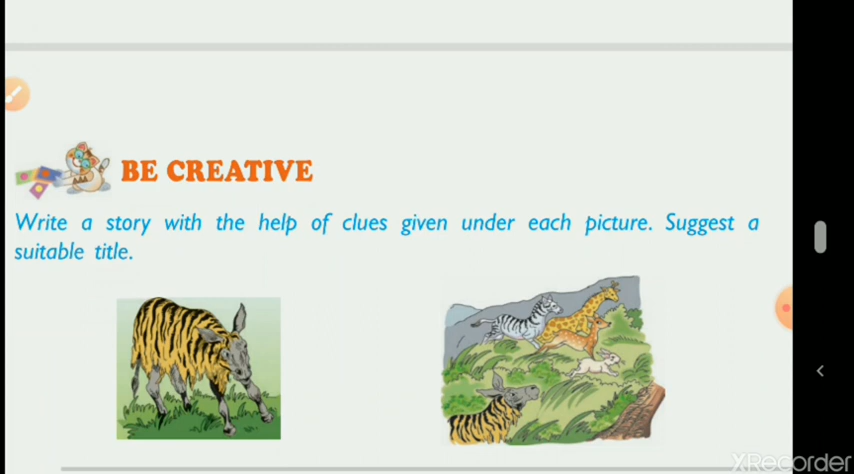 BE CREATIVE
Write a story with the help of clues given under each picture. Suggest a
suitable title.
XRecorder